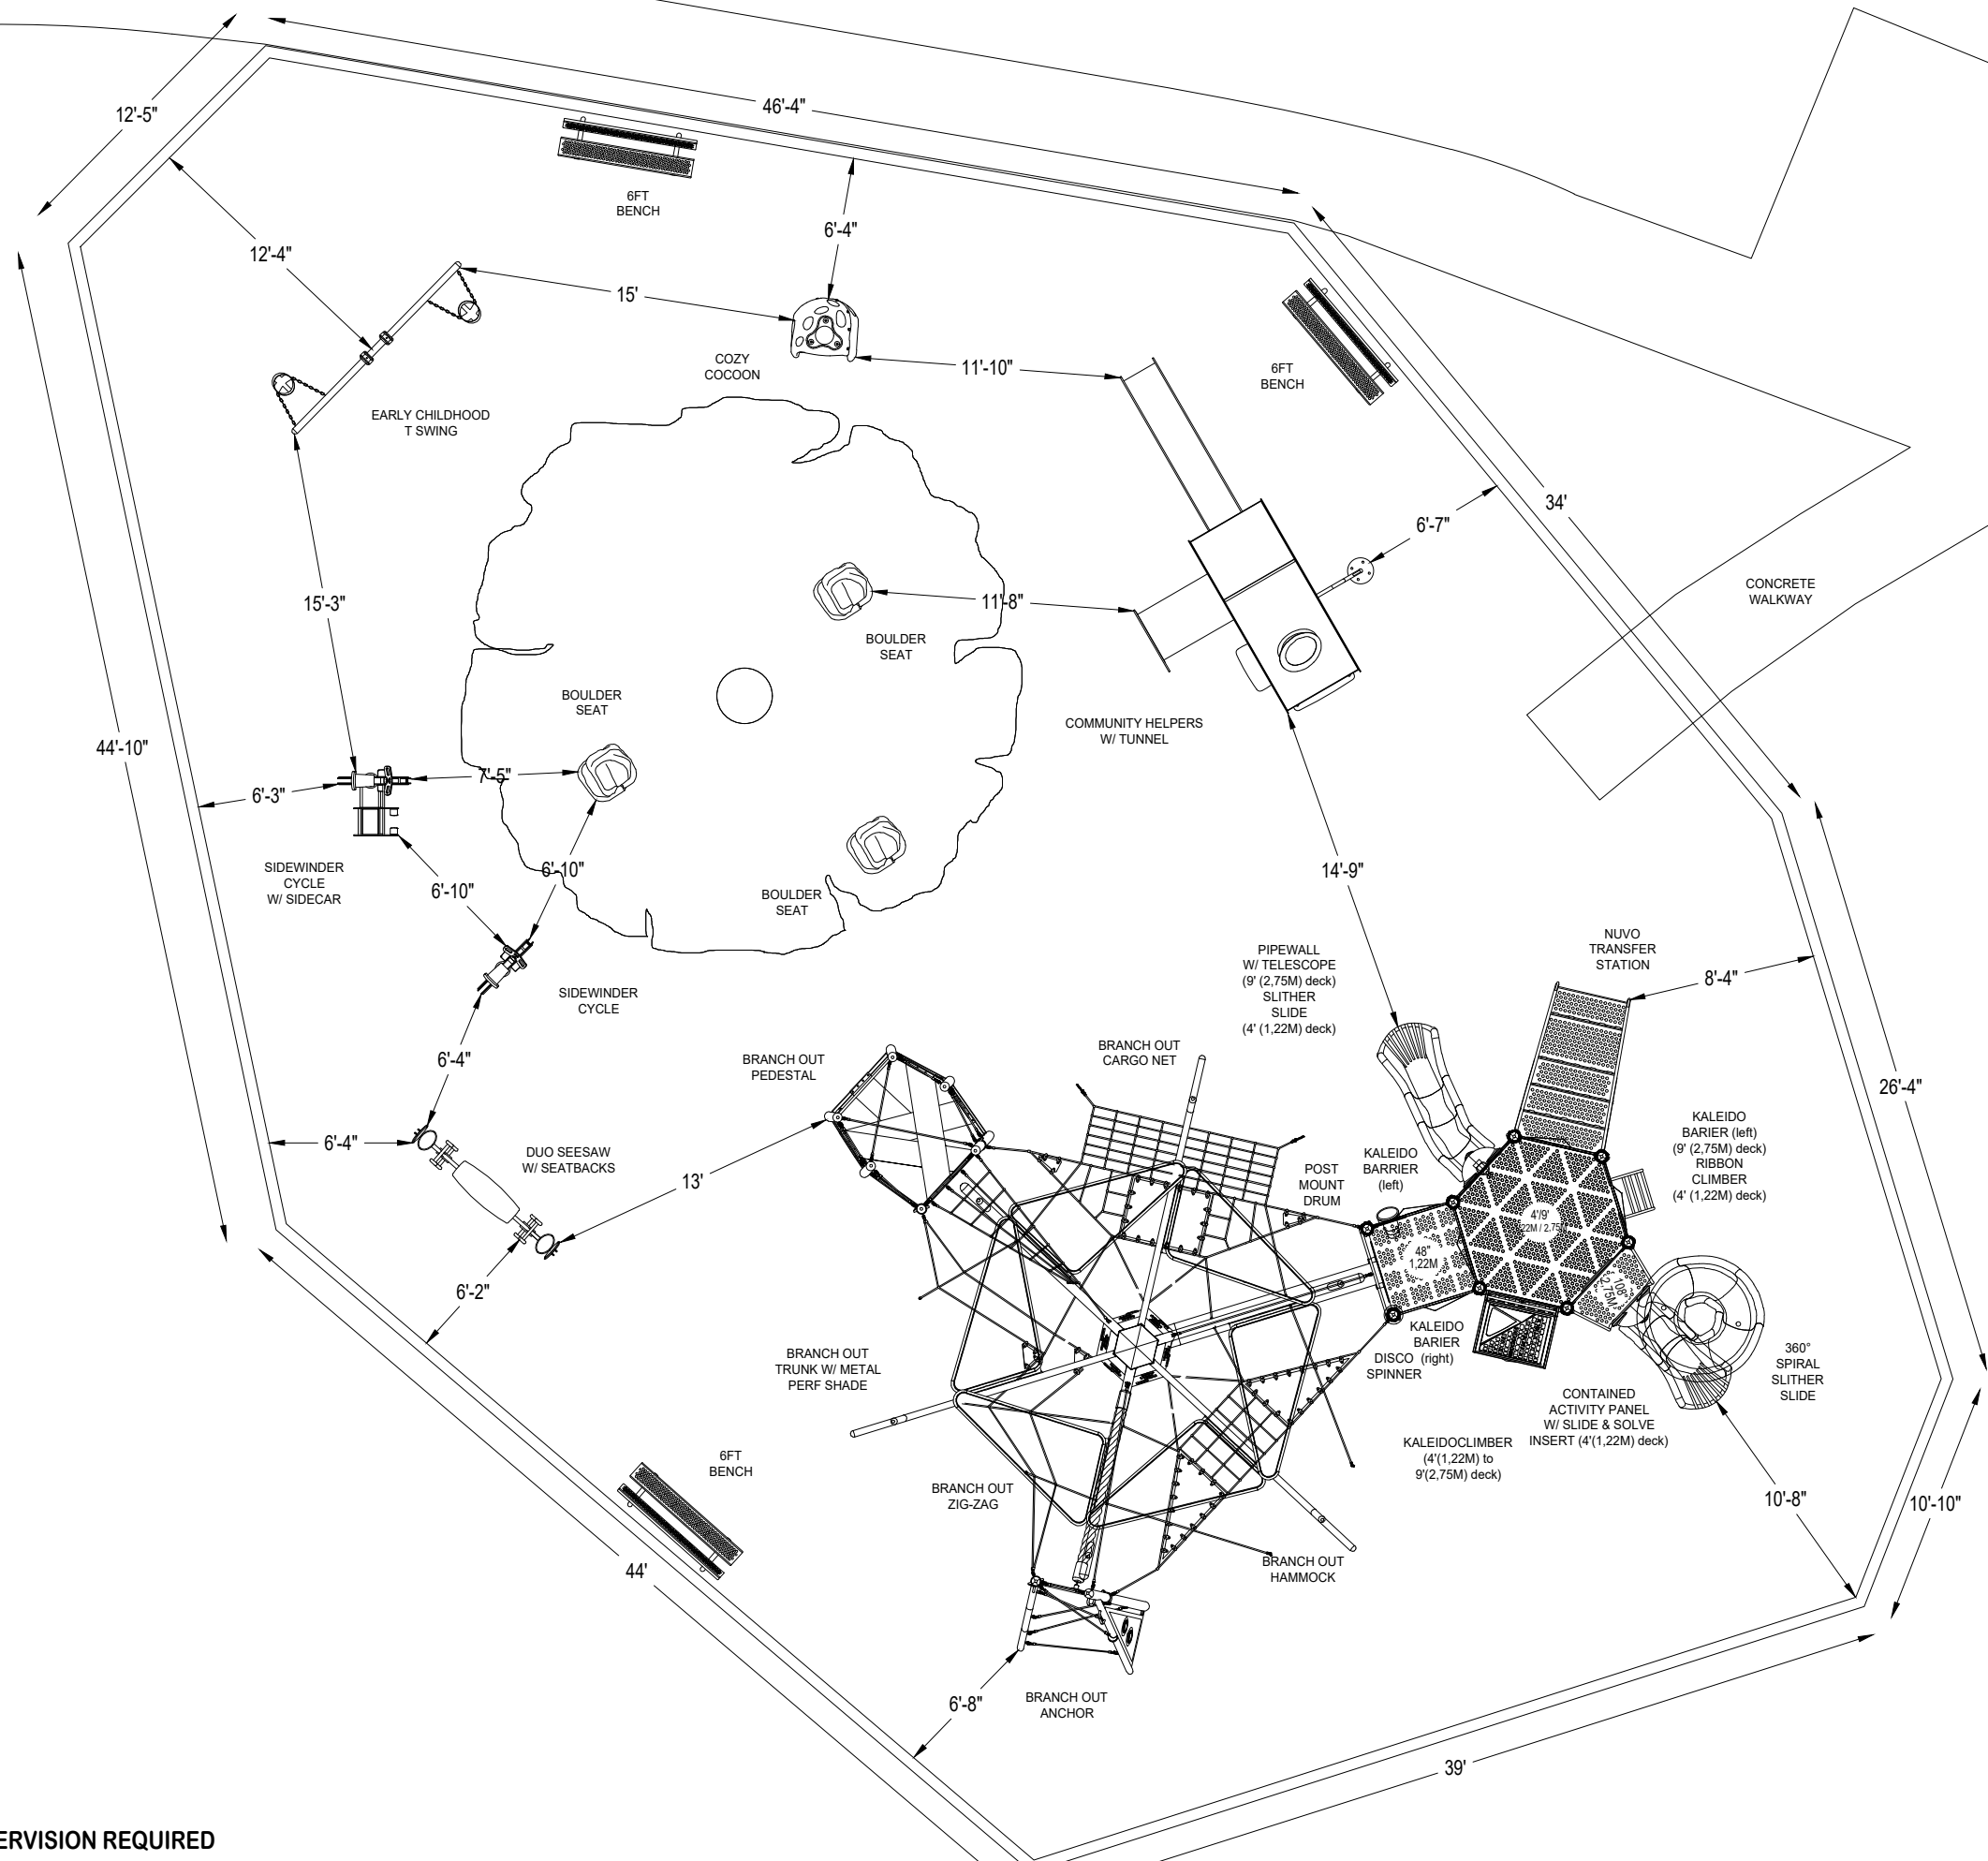 46'-4"
12'-5"
6FT
BENCH
6'-4"
12'-4"
15'
COZY
COCOON
11'-10"
6FT
BENCH
EARLY CHILDHOOD
T SWING
34'
6'-7"
15'-3"
11'-8"
CONCRETE
WALKWAY
BOULDER
SEAT
BOULDER
SEAT
COMMUNITY HELPERS
W/ TUNNEL
44'-10"
7'-5"
6'-3"
SIDEWINDER
CYCLE
W/ SIDECAR
6'-10"
6'-10"
BOULDER
SEAT
14'-9"
PIPEWALL
W/ TELESCOPE
(9' (2,75M) deck)
SLITHER
SLIDE
(4' (1,22M) deck)
NUVO
TRANSFER
STATION
8'-4"
SIDEWINDER
CYCLE
6'-4"
BRANCH OUT
PEDESTAL
BRANCH OUT
CARGO NET
26'-4"
KALEIDO
BARIER (left)
(9' (2,75M) deck)
RIBBON
CLIMBER
(4' (1,22M) deck)
6'-4"
DUO SEESAW
W/ SEATBACKS
13'
POST
MOUNT
DRUM
KALEIDO
BARRIER
(left)
4'/9'
48"
1,22M
108"
2,75M
6'-2"
BRANCH OUT
TRUNK W/ METAL
PERF SHADE
KALEIDO
BARIER
(right)
DISCO
SPINNER
360°
SPIRAL
SLITHER
SLIDE
CONTAINED
ACTIVITY PANEL
W/ SLIDE & SOLVE
INSERT (4'(1,22M) deck)
KALEIDOCLIMBER
(4'(1,22M) to
9'(2,75M) deck)
6FT
BENCH
BRANCH OUT
ZIG-ZAG
10'-8"
10'-10"
44'
BRANCH OUT
HAMMOCK
6'-8"
BRANCH OUT
ANCHOR
39'
ERVISION REQUIRED